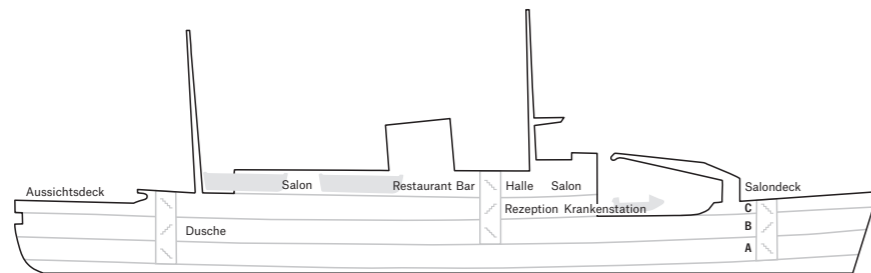 Aussichtsdeck
Salon
Restaurant Bar
Halle
Salon
Salondeck
Rezeption Krankenstation
C
Dusche
B
A